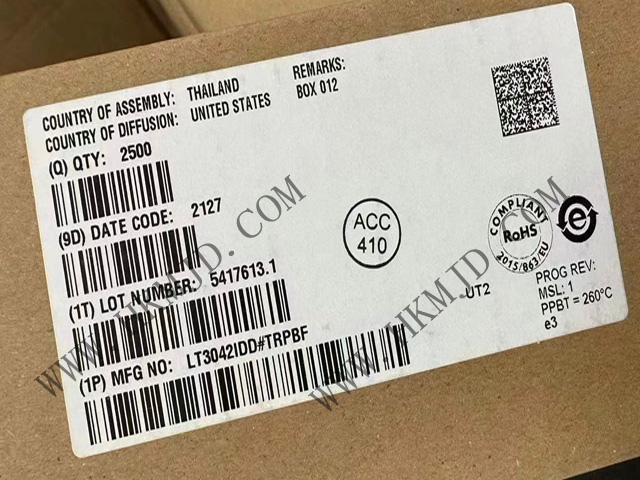 COUNTRY OF ASSEMBLY: THAILAND
COUNTRY OF DIFFUSION: UNITED STATES
REMARKS:
BOX 012
(Q) QTY: 2500
(9D) DATE CODE: 2127
(1T) LOT NUMBER: 5417613.1
(1P) MFG NO: LT3042IDD#TRPBF
ACC
410
COMPLIANT
RoHS
2015/863/EU
e
UT2
PROG REV:
MSL: 1
PPBT = 260°C
e3
WWW.HKMJD.COM
WWW.HKMJD.COM